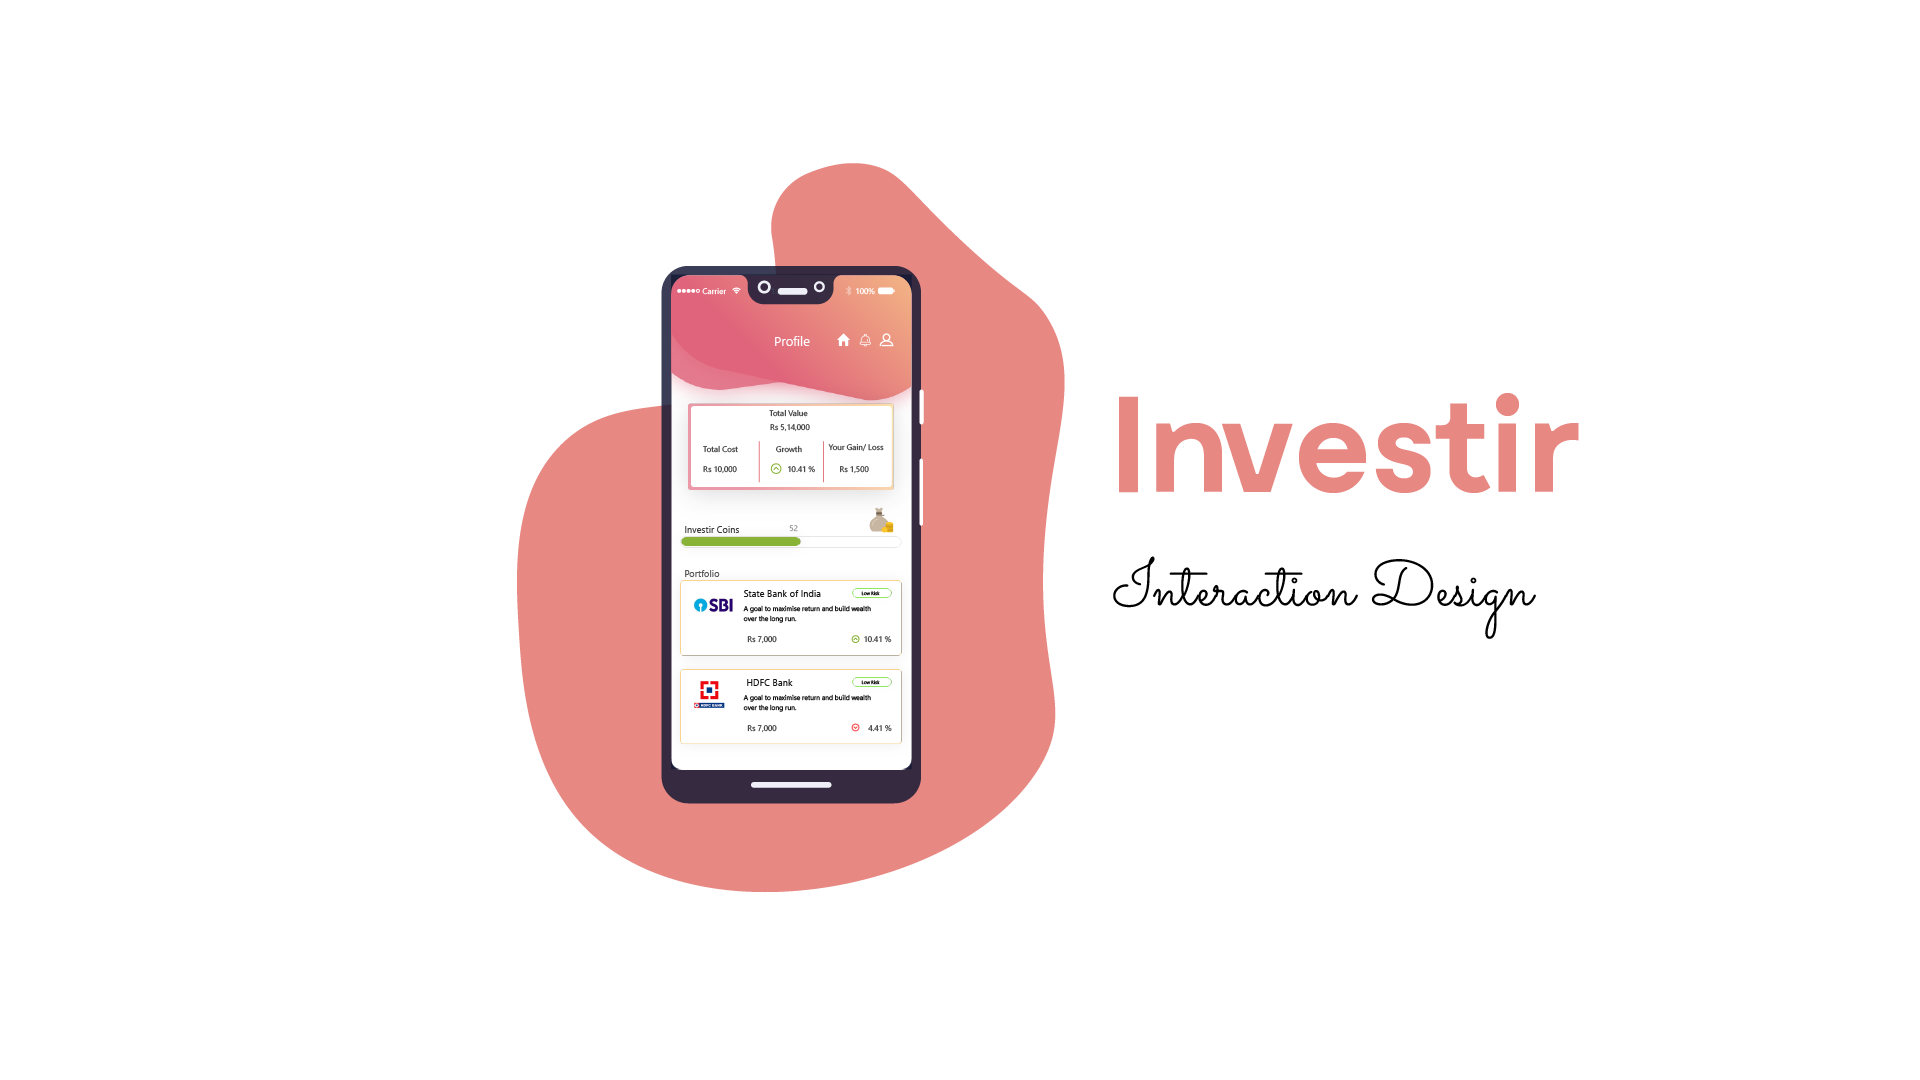 Carrier 100%
Profile
Total Value
Rs 5,14,000
Total Cost Growth Your Gain/ Loss
Rs 10,000 10.41 % Rs 1,500
Investir Coins 52
Portfolio
SBI
State Bank of India Low Risk
A goal to maximise return and build wealth
over the long run.
Rs 7,000 10.41 %
HDFC Bank Low Risk
A goal to maximise return and build wealth
over the long run.
HDFC BANK
Rs 7,000 4.41 %
Investir
Interaction Design